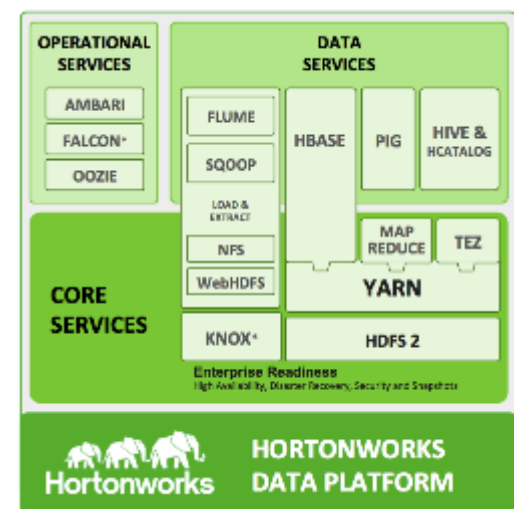 OPERATIONAL
SERVICES
AMBARI
FALCON*
OOZIE
DATA
SERVICES
FLUME
SQOOP
LOAD &
EXTRACT
NFS
WebHDFS
KNOX*
HBASE
PIG
HIVE &
HCATALOG
MAP
REDUCE
TEZ
YARN
HDFS 2
CORE
SERVICES
Enterprise Readiness
High Availability, Disaster Recovery, Security and Snapshots
Hortonworks
HORTONWORKS
DATA PLATFORM